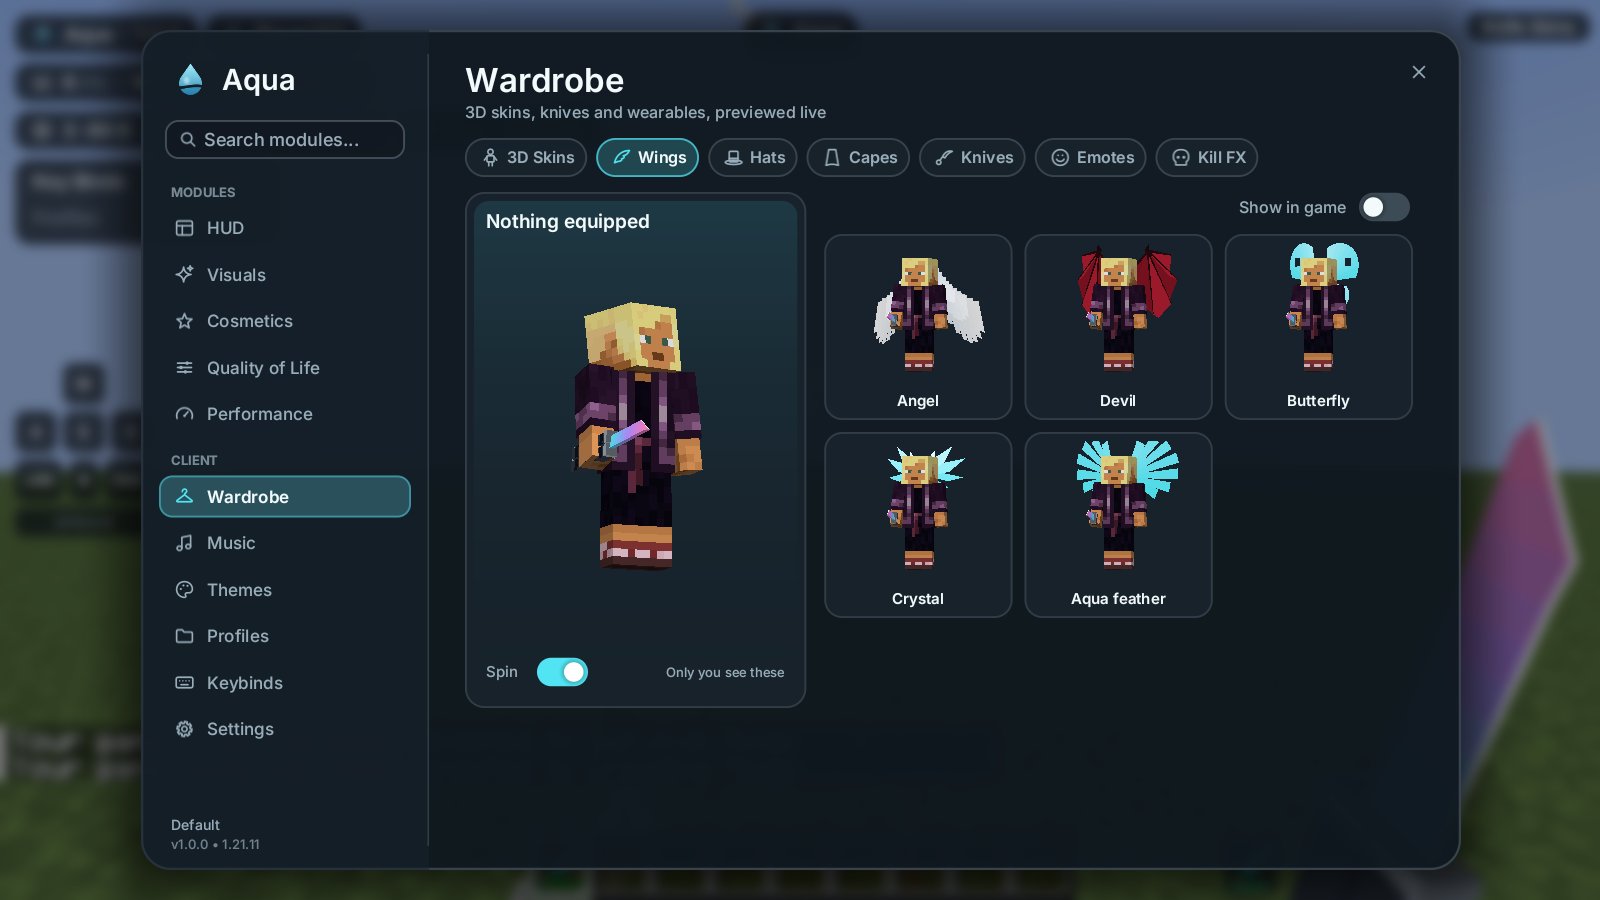 Aqua
Search modules...
MODULES
HUD
Visuals
Cosmetics
Quality of Life
Performance
CLIENT
Wardrobe
Music
Themes
Profiles
Keybinds
Settings
Default
v1.0.0 • 1.21.11
Wardrobe
3D skins, knives and wearables, previewed live
3D Skins
Wings
Hats
Capes
Knives
Emotes
Kill FX
Nothing equipped
Spin
Only you see these
Show in game
Angel
Devil
Butterfly
Crystal
Aqua feather